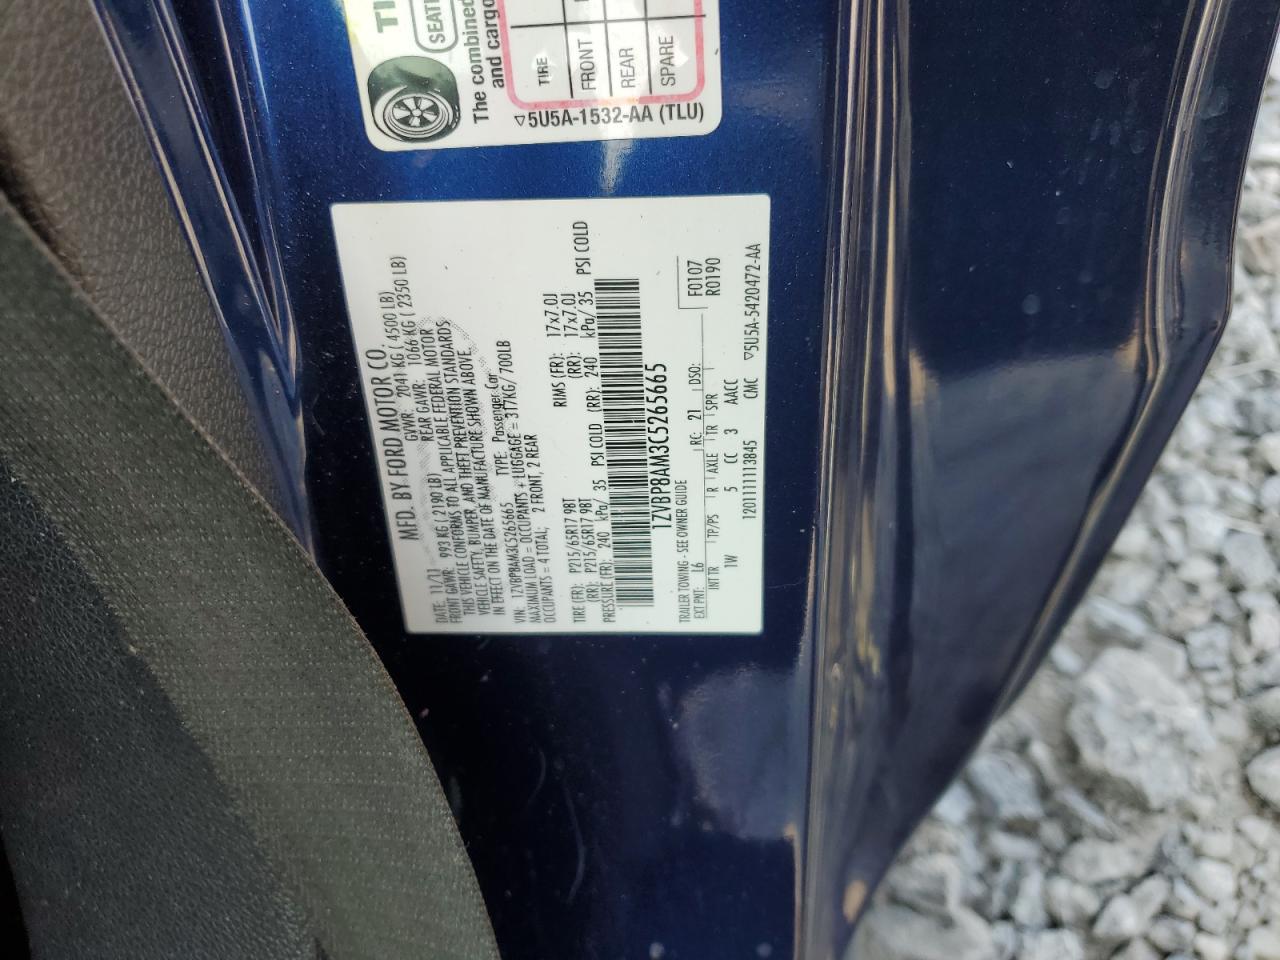 TI
SEATI
The combined
and cargo
TIRE
FRONT
REAR
SPARE
▽5U5A-1532-AA (TLU)
MFD. BY FORD MOTOR CO.
DATE: 11/11 GVWR: 2041 KG ( 4500 LB)
FRONT GAWR: 993 KG ( 2190 LB) REAR GAWR: 1066 KG ( 2350 LB)
THIS VEHICLE CONFORMS TO ALL APPLICABLE FEDERAL MOTOR
VEHICLE SAFETY, BUMPER, AND THEFT PREVENTION STANDARDS
IN EFFECT ON THE DATE OF MANUFACTURE SHOWN ABOVE.
VIN: 1ZVBP8AM3C5265665 TYPE: Passenger Car
MAXIMUM LOAD = OCCUPANTS + LUGGAGE = 317KG/ 700LB
OCCUPANTS = 4 TOTAL; 2 FRONT, 2 REAR
TIRE (FR): P215/65R17 98T RIMS (FR): 17x7.0J
(RR): P215/65R17 98T (RR): 17x7.0J
PRESSURE (FR): 240 kPa/ 35 PSI COLD (RR): 240 kPa/ 35 PSI COLD
1ZVBP8AM3C5265665
TRAILER TOWING - SEE OWNER GUIDE
F0107
R0190
EXT PNT: L6 RC: 21 DSO:
INT TR TP/PS R AXLE TR SPR
1W 5 CC 3 AACC
1201111113845 CMC ▽5U5A-5420472-AA